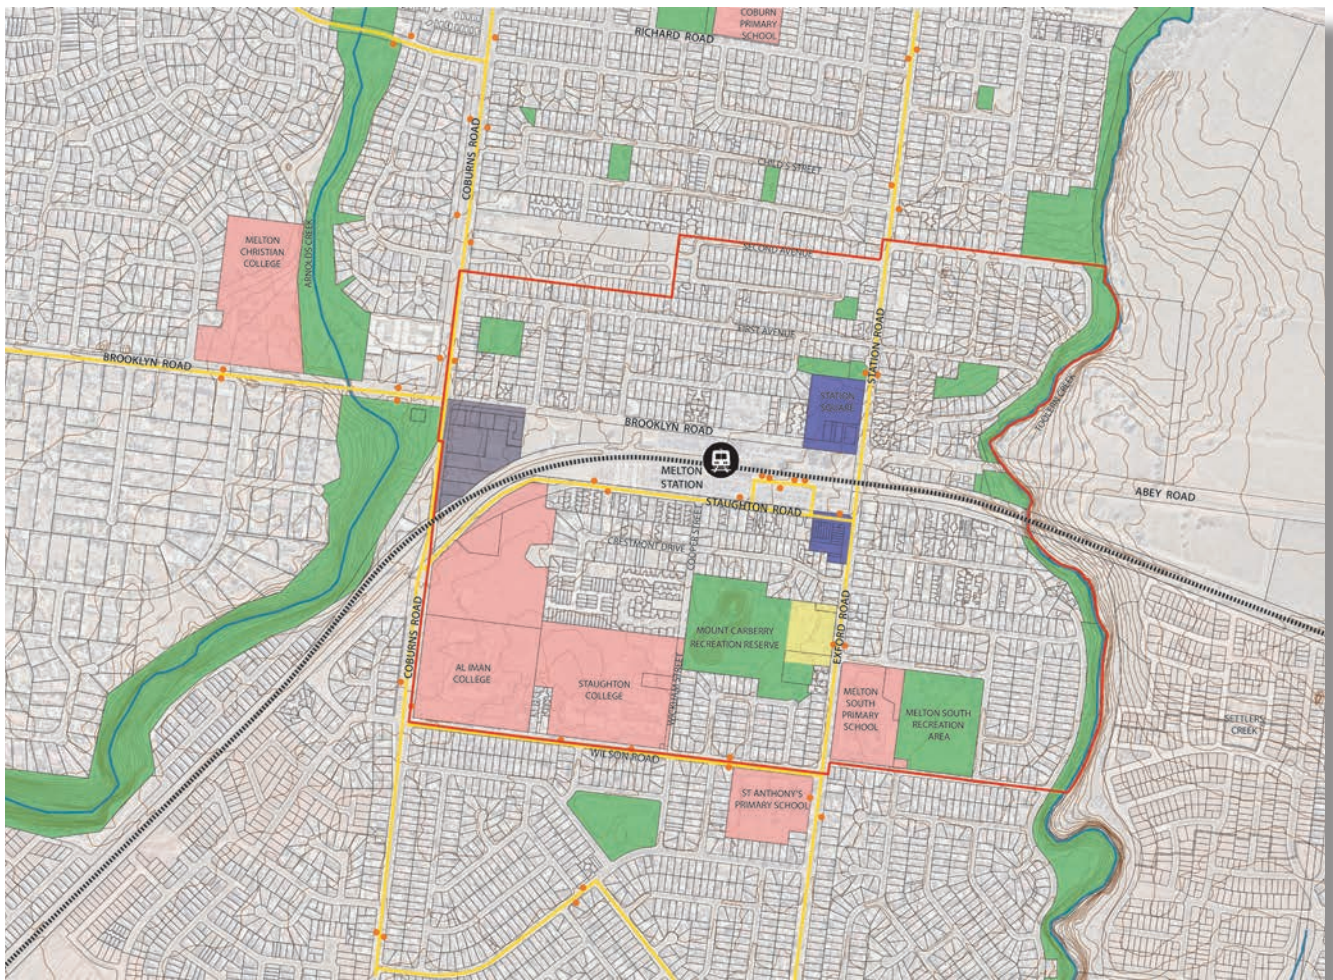 COBURN
PRIMARY
SCHOOL
RICHARD ROAD
COBURNS ROAD
CHILD'S STREET
MELTON
CHRISTIAN
COLLEGE
ARNOLDS CREEK
SECOND AVENUE
FIRST AVENUE
STATION ROAD
BROOKLYN ROAD
STATION
SQUARE
TOOLERN CREEK
BROOKLYN ROAD
MELTON
STATION
ABEY ROAD
STAUGHTON ROAD
CRESTMONT DRIVE
COOPER STREET
COBURNS ROAD
MOUNT CARBERRY
RECREATION RESERVE
EXFORD ROAD
AL IMAN
COLLEGE
STAUGHTON
COLLEGE
MELTON
SOUTH
PRIMARY
SCHOOL
MELTON SOUTH
RECREATION
AREA
SETTLERS
CREEK
WILSON ROAD
ST ANTHONY'S
PRIMARY SCHOOL